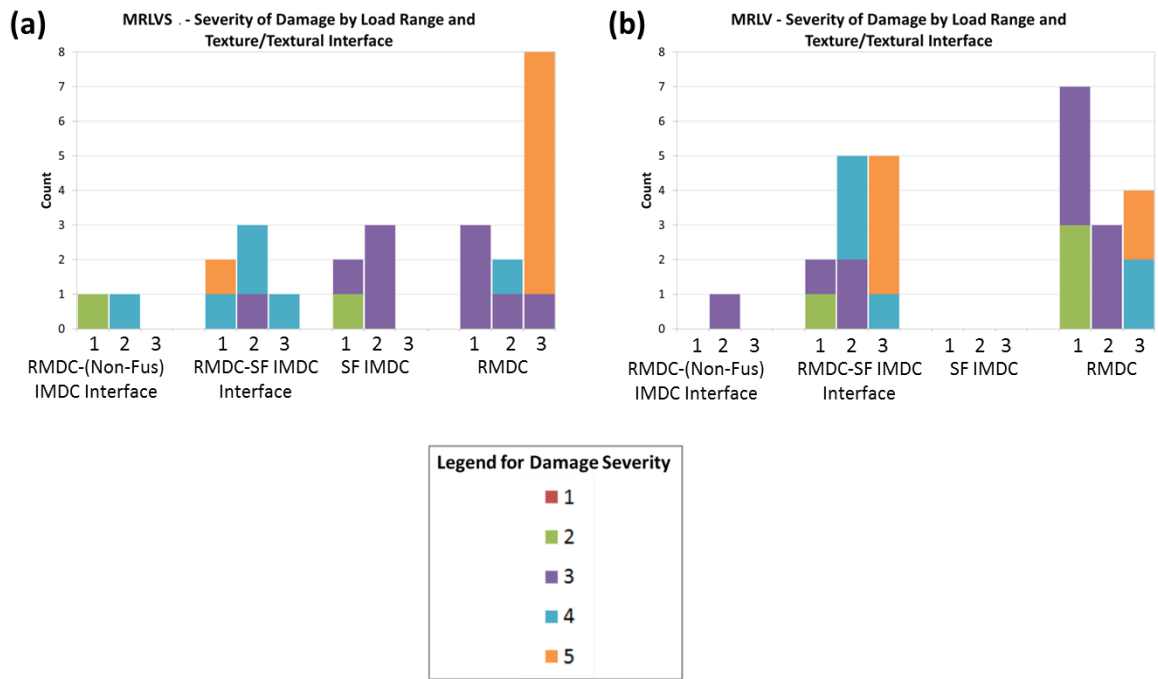 (a)
MRLVS . - Severity of Damage by Load Range and
Texture/Textural Interface
8
7
6
5
4
3
2
1
0
Count
1 2 3
RMDC-(Non-Fus)
IMDC Interface
1 2 3
RMDC-SF IMDC
Interface
1 2 3
SF IMDC
1 2 3
RMDC
(b)
MRLV - Severity of Damage by Load Range and
Texture/Textural Interface
8
7
6
5
4
3
2
1
0
Count
1 2 3
RMDC-(Non-Fus)
IMDC Interface
1 2 3
RMDC-SF IMDC
Interface
1 2 3
SF IMDC
1 2 3
RMDC
Legend for Damage Severity
1
2
3
4
5